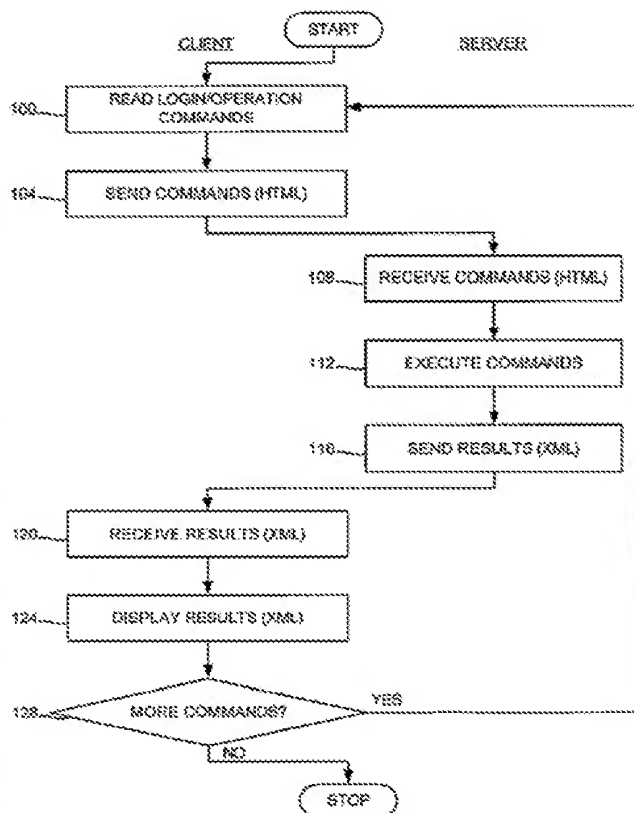 START
CLIENT SERVER
100 READ LOGIN/OPERATION
COMMANDS
104 SEND COMMANDS (HTML)
108 RECEIVE COMMANDS (HTML)
112 EXECUTE COMMANDS
116 SEND RESULTS (XML)
120 RECEIVE RESULTS (XML)
124 DISPLAY RESULTS (XML)
128 MORE COMMANDS? YES
NO
STOP